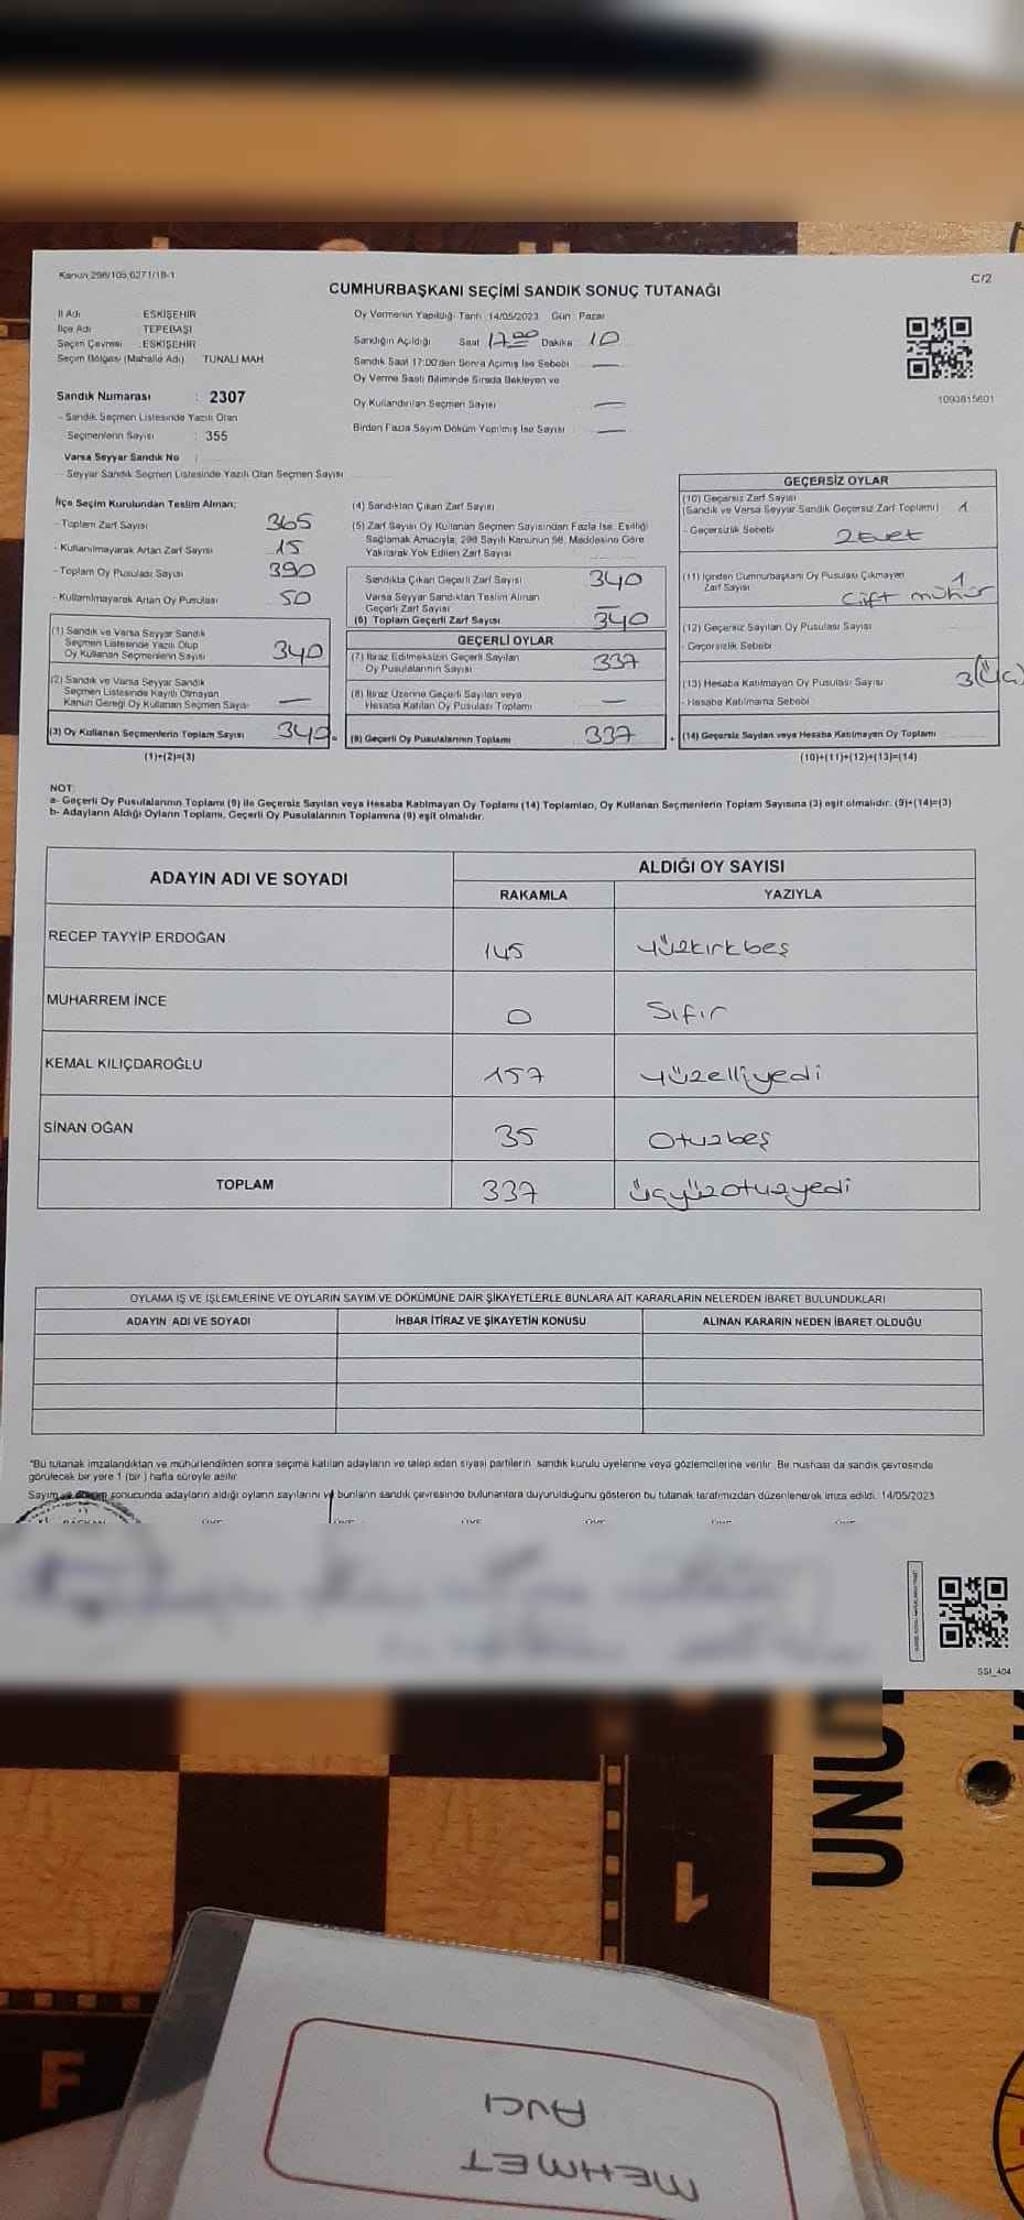 Kanun 298/105,6271/18-1
C/2
CUMHURBAŞKANI SEÇİMİ SANDIK SONUÇ TUTANAĞI
İl Adı ESKİŞEHİR
İlçe Adı TEPEBAŞI
Seçim Çevresi : ESKİŞEHİR
Seçim Bölgesi (Mahalle Adı) TUNALI MAH.
Sandık Numarası : 2307
- Sandık Seçmen Listesinde Yazılı Olan
Seçmenlerin Sayısı : 355
Varsa Seyyar Sandık No :
- Seyyar Sandık Seçmen Listesinde Yazılı Olan Seçmen Sayısı
Oy Vermenin Yapıldığı Tarih : 14/05/2023 Gün : Pazar
Sandığın Açıldığı Saat 17:00 Dakika 10
Sandık Saat 17:00'den Sonra Açılmış İse Sebebi —
Oy Verme Saati Bitiminde Sırada Bekleyen ve
Oy Kullandırılan Seçmen Sayısı —
Birden Fazla Sayım Döküm Yapılmış İse Sayısı —
1093815601
İlçe Seçim Kurulundan Teslim Alınan;
- Toplam Zarf Sayısı 365
- Kullanılmayarak Artan Zarf Sayısı 15
- Toplam Oy Pusulası Sayısı 390
- Kullanılmayarak Artan Oy Pusulası 50
(1) Sandık ve Varsa Seyyar Sandık
Seçmen Listesinde Yazılı Olup
Oy Kullanan Seçmenlerin Sayısı 340
(2) Sandık ve Varsa Seyyar Sandık
Seçmen Listesinde Kayıtlı Olmayan
Kanun Gereği Oy Kullanan Seçmen Sayısı —
(3) Oy Kullanan Seçmenlerin Toplam Sayısı 340
(1)+(2)=(3)
(4) Sandıktan Çıkan Zarf Sayısı
(5) Zarf Sayısı Oy Kullanan Seçmen Sayısından Fazla İse, Eşitliği
Sağlamak Amacıyla, 298 Sayılı Kanunun 98. Maddesine Göre
Yakılarak Yok Edilen Zarf Sayısı
Sandıkta Çıkan Geçerli Zarf Sayısı 340
Varsa Seyyar Sandıktan Teslim Alınan
Geçerli Zarf Sayısı —
(6) Toplam Geçerli Zarf Sayısı 340
GEÇERLİ OYLAR
(7) İtiraz Edilmeksizin Geçerli Sayılan
Oy Pusulalarının Sayısı 337
(8) İtiraz Üzerine Geçerli Sayılan veya
Hesaba Katılan Oy Pusulası Toplamı —
(9) Geçerli Oy Pusulalarının Toplamı 337
GEÇERSİZ OYLAR
(10) Geçersiz Zarf Sayısı
(Sandık ve Varsa Seyyar Sandık Geçersiz Zarf Toplamı) 1
- Geçersizlik Sebebi 2 Evet
(11) İçinden Cumhurbaşkanı Oy Pusulası Çıkmayan
Zarf Sayısı 1
Çift mühür
(12) Geçersiz Sayılan Oy Pusulası Sayısı
- Geçersizlik Sebebi
(13) Hesaba Katılmayan Oy Pusulası Sayısı 3(Üç)
- Hesaba Katılmama Sebebi
(14) Geçersiz Sayılan veya Hesaba Katılmayan Oy Toplamı
(10)+(11)+(12)+(13)=(14)
NOT:
a- Geçerli Oy Pusulalarının Toplamı (9) ile Geçersiz Sayılan veya Hesaba Katılmayan Oy Toplamı (14) Toplamları, Oy Kullanan Seçmenlerin Toplam Sayısına (3) eşit olmalıdır. (9)+(14)=(3)
b- Adayların Aldığı Oyların Toplamı, Geçerli Oy Pusulalarının Toplamına (9) eşit olmalıdır.
ADAYIN ADI VE SOYADI
ALDIĞI OY SAYISI
RAKAMLA YAZIYLA
RECEP TAYYİP ERDOĞAN 145 Yüzkırkbeş
MUHARREM İNCE 0 Sıfır
KEMAL KILIÇDAROĞLU 157 Yüzelliyedi
SİNAN OĞAN 35 Otuzbeş
TOPLAM 337 üçyüzotuzyedi
OYLAMA İŞ VE İŞLEMLERİNE VE OYLARIN SAYIM VE DÖKÜMÜNE DAİR ŞİKAYETLERLE BUNLARA AİT KARARLARIN NELERDEN İBARET BULUNDUKLARI
ADAYIN ADI VE SOYADI İHBAR İTİRAZ VE ŞİKAYETİN KONUSU ALINAN KARARIN NEDEN İBARET OLDUĞU
"Bu tutanak imzalandıktan ve mühürlendikten sonra seçime katılan adayların ve talep eden siyasi partilerin sandık kurulu üyelerine veya gözlemcilerine verilir. Bir nüshası da sandık çevresinde
görülecek bir yere 1 (bir) hafta süreyle asılır.
Sayım ve döküm sonucunda adayların aldığı oyların sayılarını ve bunların sandık çevresinde bulunanlara duyurulduğunu gösteren bu tutanak tarafımızdan düzenlenerek imza edildi. 14/05/2023
SSI_404
UNU
1
F
MEHMET
AVCI